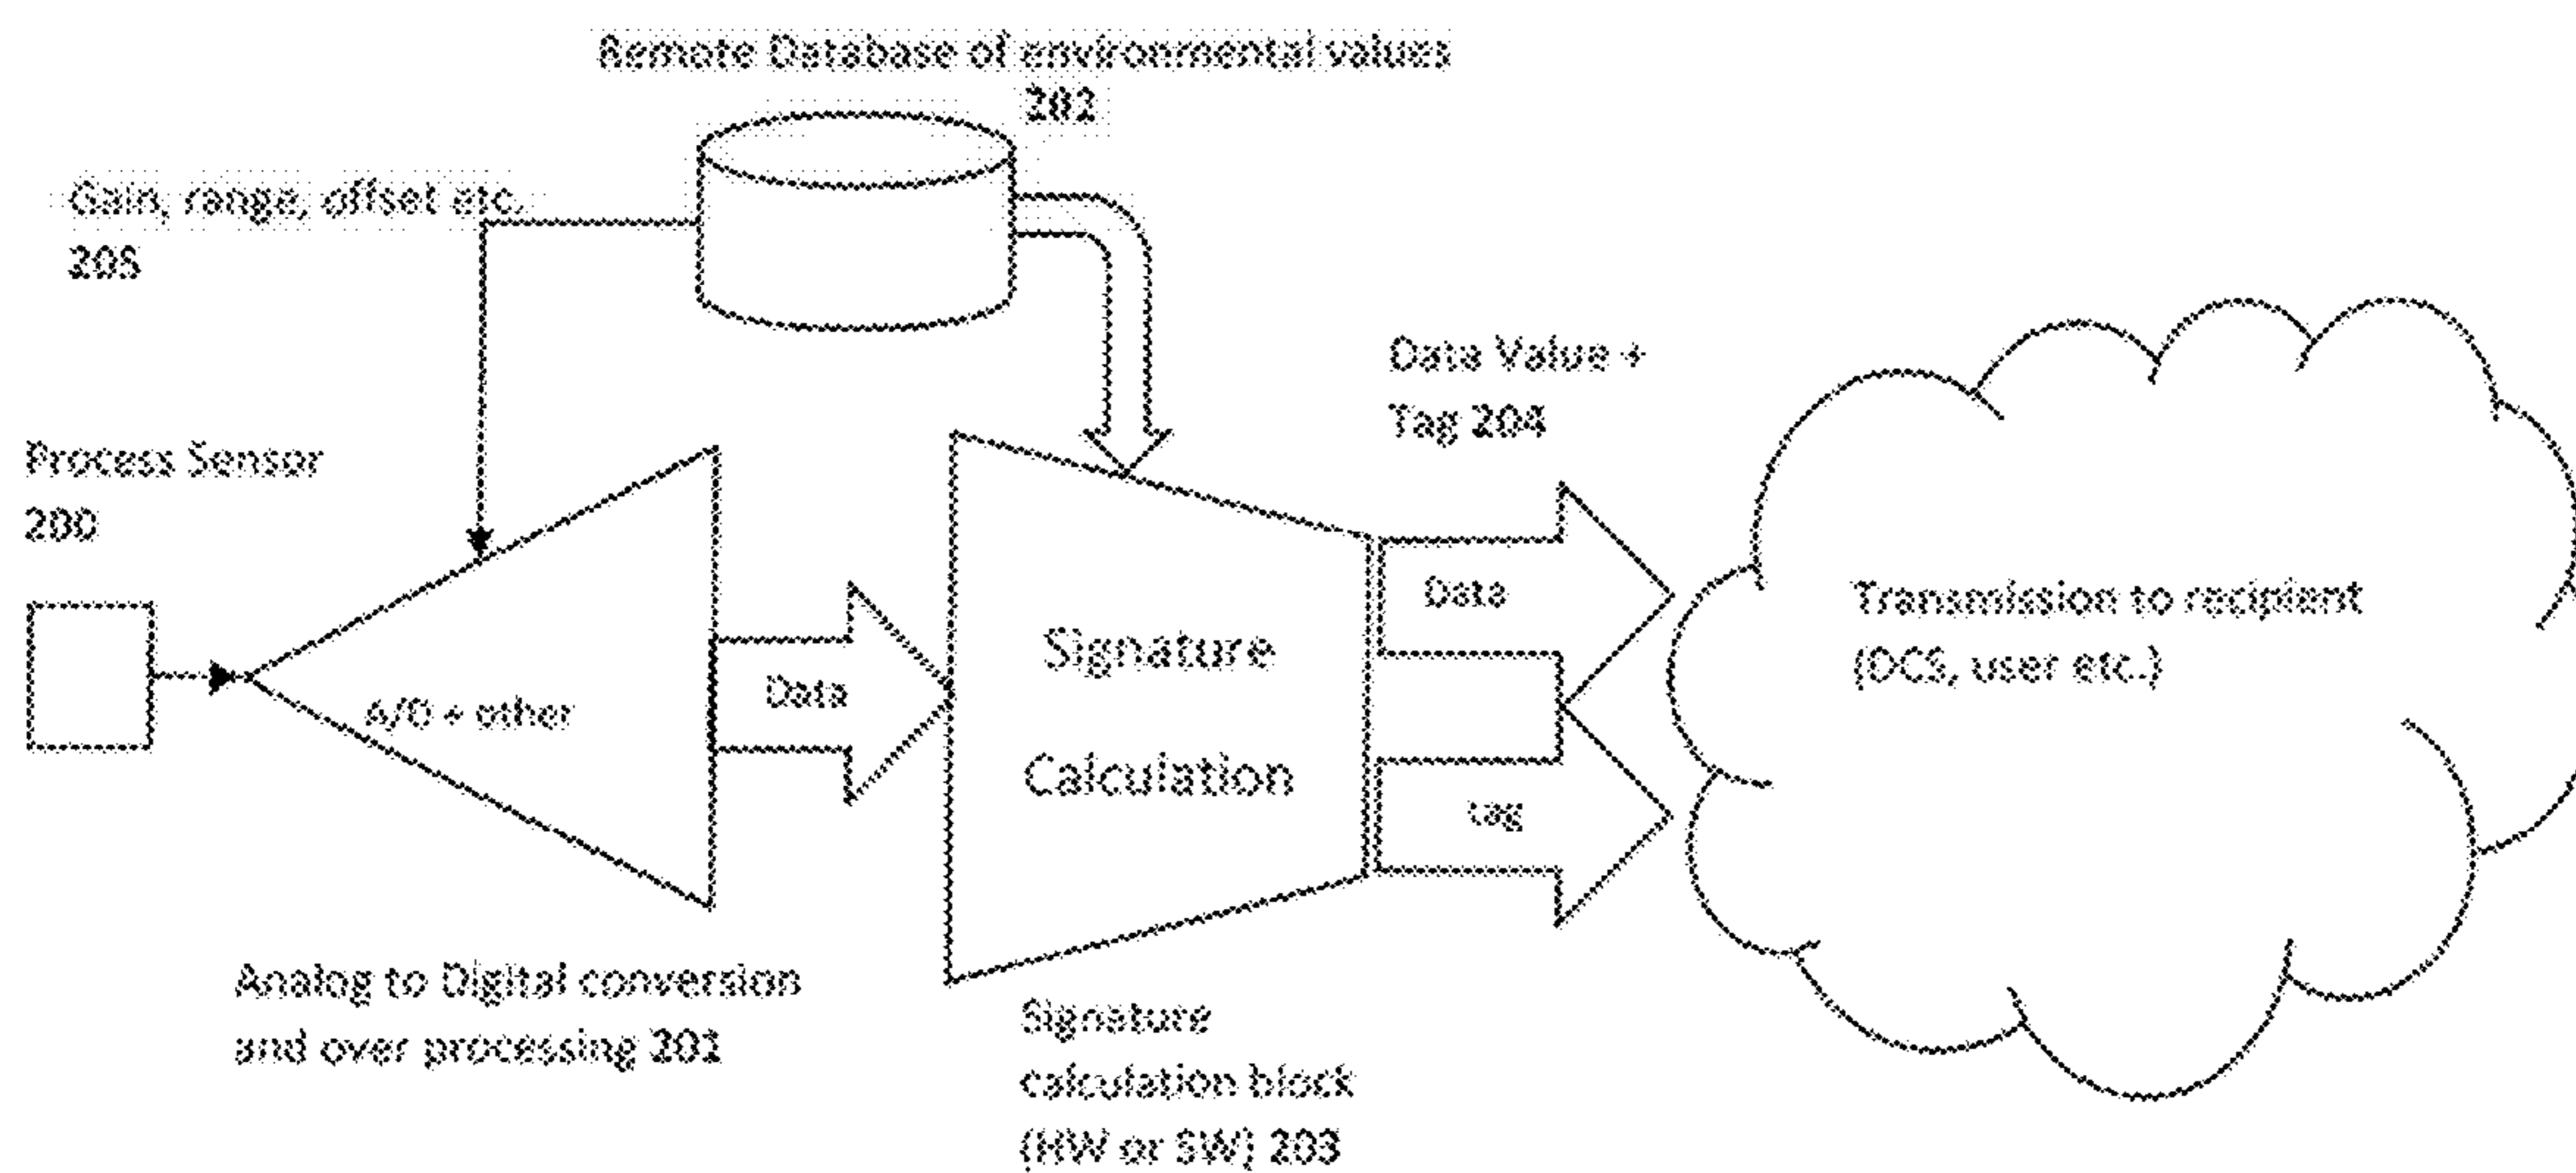 Remote Database of environmental values
202
Gain, range, offset etc.
205
Data Value +
Tag 204
Process Sensor
200
Data
Transmission to recipient
(DCS, user etc.)
Signature
Data
A/D + other
Calculation
tag
Analog to Digital conversion
and over processing 201
Signature
calculation block
(HW or SW) 203